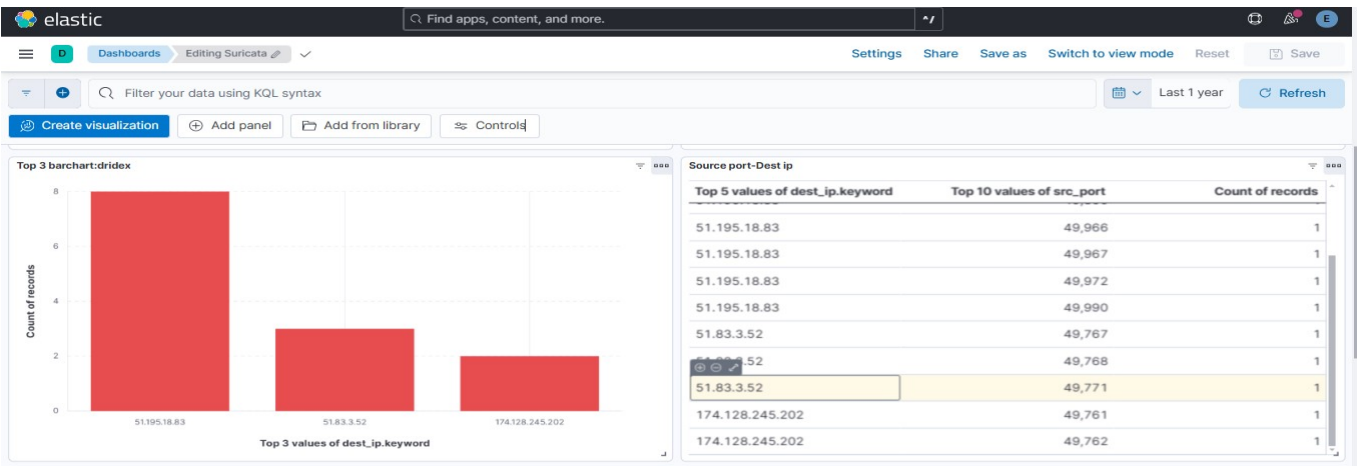 elastic
Find apps, content, and more.
^/
E
D
Dashboards
Editing Suricata
Settings
Share
Save as
Switch to view mode
Reset
Save
Filter your data using KQL syntax
Last 1 year
Refresh
Create visualization
Add panel
Add from library
Controls
Top 3 barchart:dridex
8
6
4
2
0
Count of records
51.195.18.83
51.83.3.52
174.128.245.202
Top 3 values of dest_ip.keyword
Source port-Dest ip
Top 5 values of dest_ip.keyword Top 10 values of src_port Count of records
51.195.18.83 49,966 1
51.195.18.83 49,967 1
51.195.18.83 49,972 1
51.195.18.83 49,990 1
51.83.3.52 49,767 1
.52 49,768 1
51.83.3.52 49,771 1
174.128.245.202 49,761 1
174.128.245.202 49,762 1